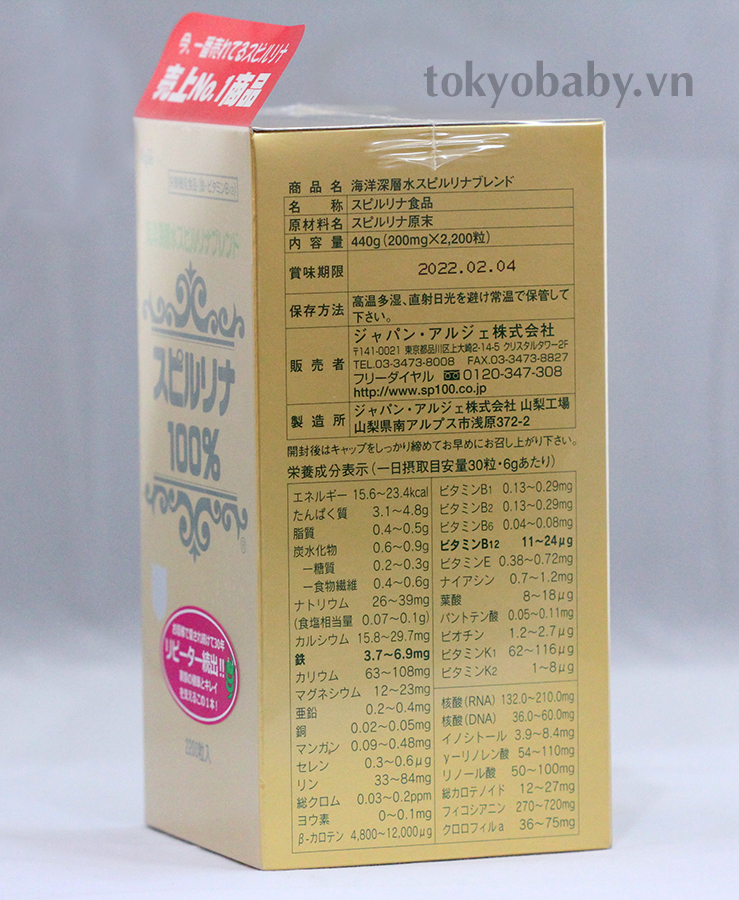 tokyobaby.vn
今、一番売れてるスピルリナ
売上No.1商品
スピルリナ
100%
リピーター続出!!
2200粒入
商品名 海洋深層水スピルリナブレンド
名称 スピルリナ食品
原材料名 スピルリナ原末
内容量 440g(200mg×2,200粒)
賞味期限 2022.02.04
保存方法 高温多湿、直射日光を避け常温で保管して
下さい。
販売者 ジャパン・アルジェ株式会社
〒141-0021 東京都品川区上大崎2-14-5 クリスタルタワー2F
TEL.03-3473-8008 FAX.03-3473-8827
フリーダイヤル 0120-347-308
http://www.sp100.co.jp
製造所 ジャパン・アルジェ株式会社 山梨工場
山梨県南アルプス市浅原372-2
開封後はキャップをしっかり締めてお早めにお召し上がり下さい。
栄養成分表示(一日摂取目安量30粒・6gあたり)
エネルギー 15.6~23.4kcal
たんぱく質 3.1~4.8g
脂質 0.4~0.5g
炭水化物 0.6~0.9g
―糖質 0.2~0.3g
―食物繊維 0.4~0.6g
ナトリウム 26~39mg
(食塩相当量 0.07~0.1g)
カルシウム 15.8~29.7mg
鉄 3.7~6.9mg
カリウム 63~108mg
マグネシウム 12~23mg
亜鉛 0.2~0.4mg
銅 0.02~0.05mg
マンガン 0.09~0.48mg
セレン 0.3~0.6μg
リン 33~84mg
総クロム 0.03~0.2ppm
ヨウ素 0~0.1mg
β-カロテン 4,800~12,000μg
ビタミンB1 0.13~0.29mg
ビタミンB2 0.13~0.29mg
ビタミンB6 0.04~0.08mg
ビタミンB12 11~24μg
ビタミンE 0.38~0.72mg
ナイアシン 0.7~1.2mg
葉酸 8~18μg
パントテン酸 0.05~0.11mg
ビオチン 1.2~2.7μg
ビタミンK1 62~116μg
ビタミンK2 1~8μg
核酸(RNA) 132.0~210.0mg
核酸(DNA) 36.0~60.0mg
イノシトール 3.9~8.4mg
γーリノレン酸 54~110mg
リノール酸 50~100mg
総カロテノイド 12~27mg
フィコシアニン 270~720mg
クロロフィルa 36~75mg